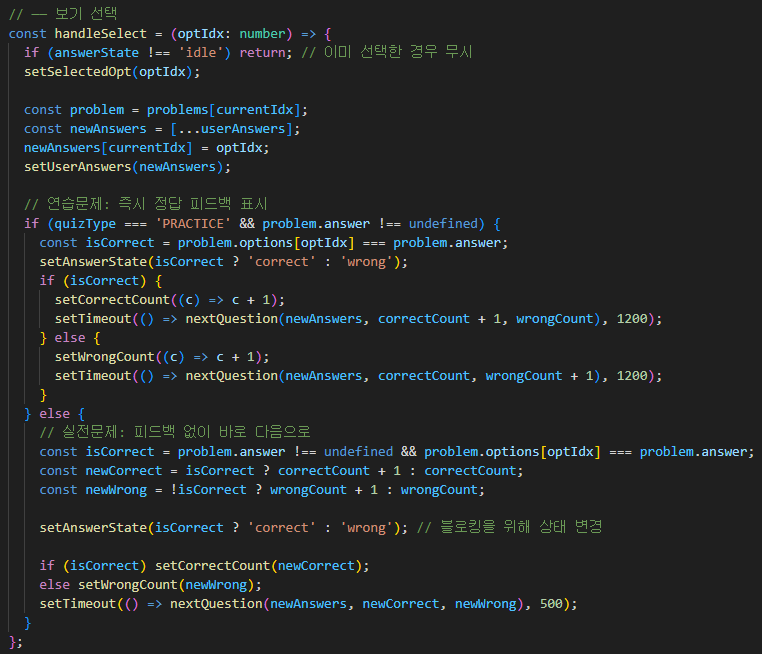 // ── 보기 선택
const handleSelect = (optIdx: number) => {
  if (answerState !== 'idle') return; // 이미 선택한 경우 무시
  setSelectedOpt(optIdx);

  const problem = problems[currentIdx];
  const newAnswers = [...userAnswers];
  newAnswers[currentIdx] = optIdx;
  setUserAnswers(newAnswers);

  // 연습문제: 즉시 정답 피드백 표시
  if (quizType === 'PRACTICE' && problem.answer !== undefined) {
    const isCorrect = problem.options[optIdx] === problem.answer;
    setAnswerState(isCorrect ? 'correct' : 'wrong');
    if (isCorrect) {
      setCorrectCount((c) => c + 1);
      setTimeout(() => nextQuestion(newAnswers, correctCount + 1, wrongCount), 1200);
    } else {
      setWrongCount((c) => c + 1);
      setTimeout(() => nextQuestion(newAnswers, correctCount, wrongCount + 1), 1200);
    }
  } else {
    // 실전문제: 피드백 없이 바로 다음으로
    const isCorrect = problem.answer !== undefined && problem.options[optIdx] === problem.answer;
    const newCorrect = isCorrect ? correctCount + 1 : correctCount;
    const newWrong = !isCorrect ? wrongCount + 1 : wrongCount;

    setAnswerState(isCorrect ? 'correct' : 'wrong'); // 블로킹을 위해 상태 변경

    if (isCorrect) setCorrectCount(newCorrect);
    else setWrongCount(newWrong);
    setTimeout(() => nextQuestion(newAnswers, newCorrect, newWrong), 500);
  }
};